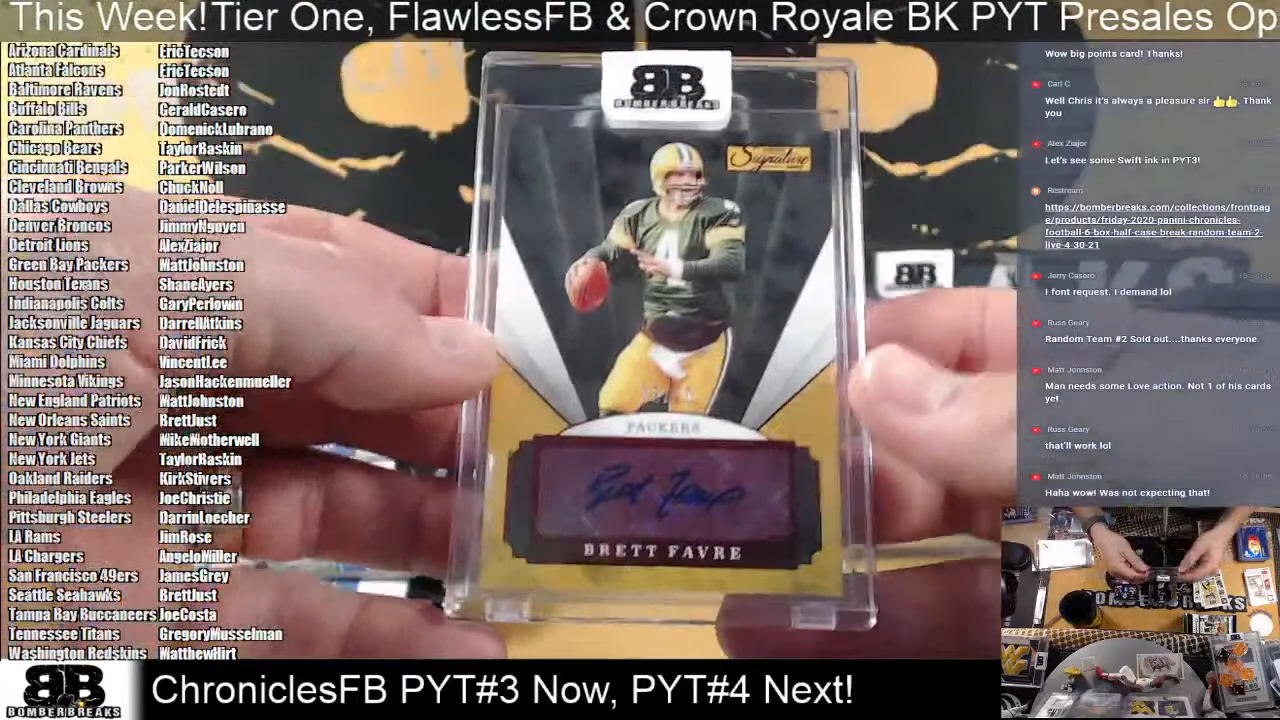 This Week!Tier One, FlawlessFB & Crown Royale BK PYT Presales Op
Arizona Cardinals EricTecson
Atlanta Falcons EricTecson
Baltimore Ravens JonRostedt
Buffalo Bills GeraldCasero
Carolina Panthers DomenickLubrano
Chicago Bears TaylorRaskin
Cincinnati Bengals ParkerWilson
Cleveland Browns ChuckNoll
Dallas Cowboys DanielDelespinasse
Denver Broncos JimmyNguyen
Detroit Lions AlexZiajor
Green Bay Packers MattJohnston
Houston Texans ShaneAyers
Indianapolis Colts GaryPerlowin
Jacksonville Jaguars DarrellAtkins
Kansas City Chiefs DavidFrick
Miami Dolphins VincentLee
Minnesota Vikings JasonHackenmueller
New England Patriots MattJohnston
New Orleans Saints BrettJust
New York Giants MikeMotherwell
New York Jets TaylorRaskin
Oakland Raiders KirkStivers
Philadelphia Eagles JoeChristie
Pittsburgh Steelers DarrinLoecher
LA Rams JimRose
LA Chargers AngeloMiller
San Francisco 49ers JamesGrey
Seattle Seahawks BrettJust
Tampa Bay Buccaneers JoeCosta
Tennessee Titans GregoryMusselman
Washington Redskins MatthewHirt
BB
BOMBERBREAKS
Signature
4
PACKERS
BRETT FAVRE
BB
Wow big points card! Thanks!
Carl C
Well Chris it's always a pleasure sir 👍👍. Thank
you
Alex Ziajor
Let's see some Swift ink in PYT3!
Restream
https://bomberbreaks.com/collections/frontpag
e/products/friday-2020-panini-chronicles-
football-6-box-half-case-break-random-team-2-
live-4-30-21
Jerry Casero
I font request. I demand lol
Russ Geary
Random Team #2 Sold out....thanks everyone
Matt Johnston
Man needs some Love action. Not 1 of his cards
yet.
Russ Geary
that'll work lol
Matt Johnston
Haha wow! Was not expecting that!
BB
BOMBERBREAKS
ChroniclesFB PYT#3 Now, PYT#4 Next!